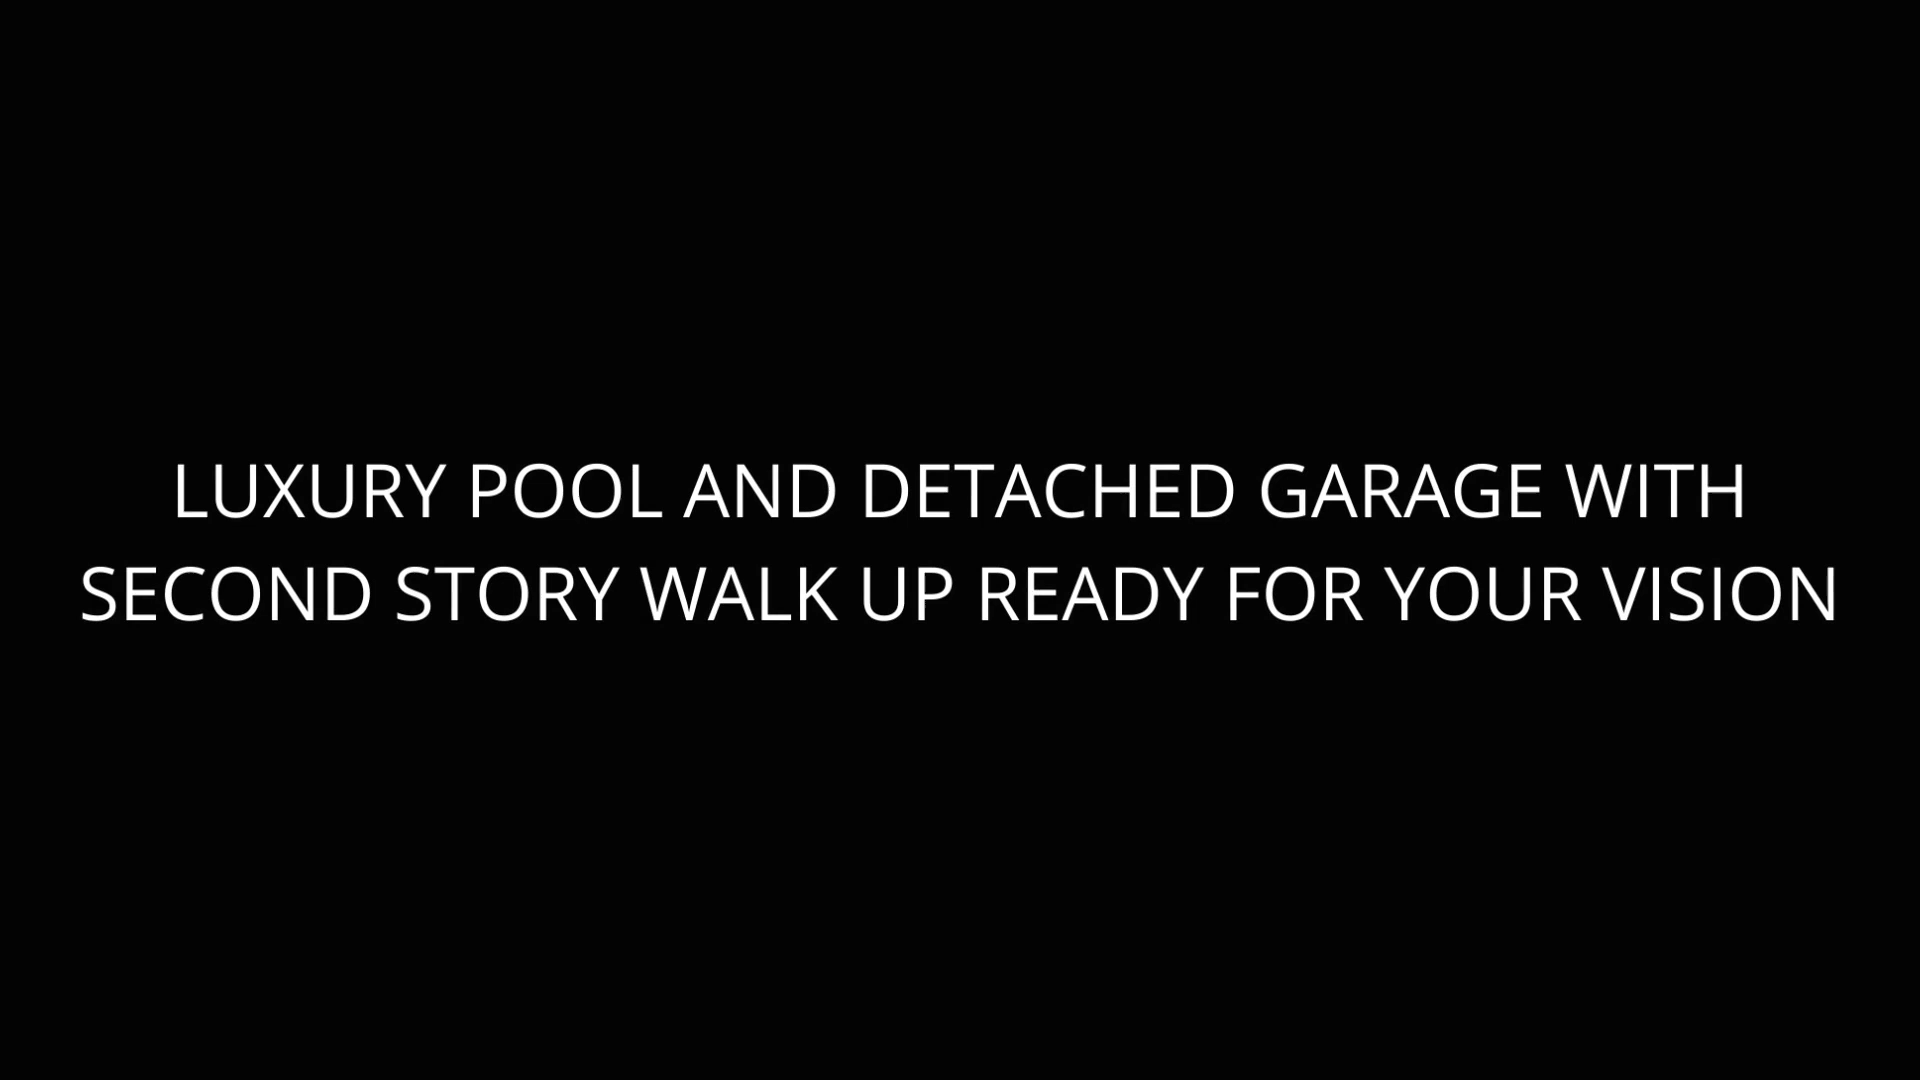 LUXURY POOL AND DETACHED GARAGE WITH
SECOND STORY WALK UP READY FOR YOUR VISION